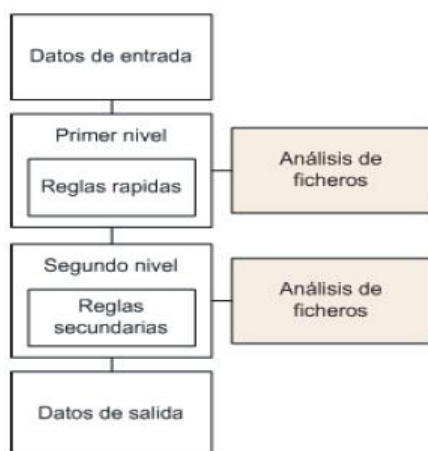 Datos de entrada
Primer nivel
Reglas rapidas
Análisis de
ficheros
Segundo nivel
Reglas
secundarias
Análisis de
ficheros
Datos de salida